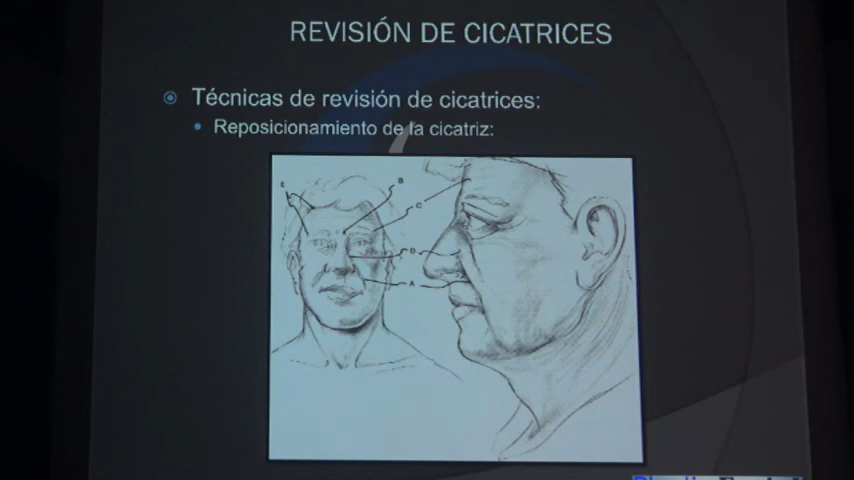 REVISIÓN DE CICATRICES
Técnicas de revisión de cicatrices:
Reposicionamiento de la cicatriz:
E
B
C
D
A